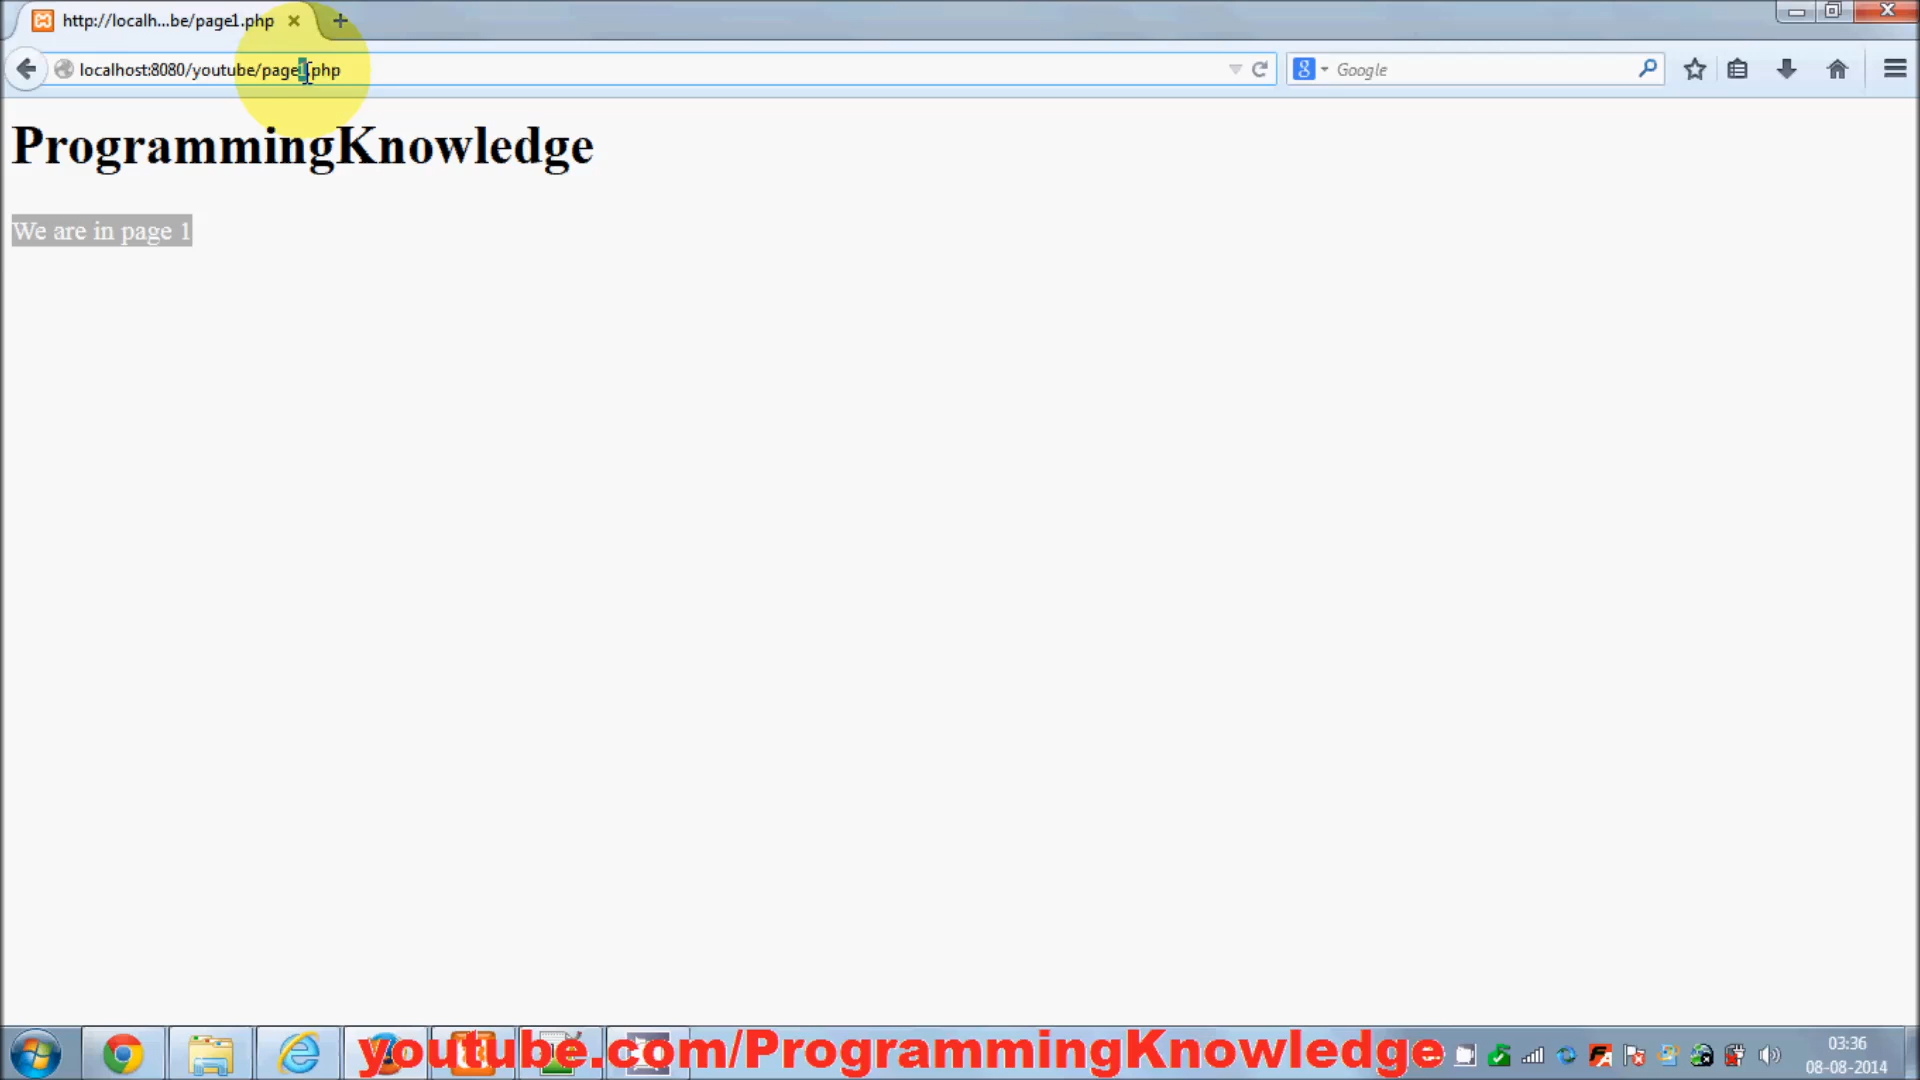 http://localh...be/page1.php
localhost:8080/youtube/page1.php
Google
ProgrammingKnowledge
We are in page 1
youtube.com/ProgrammingKnowledge
03:36
08-08-2014